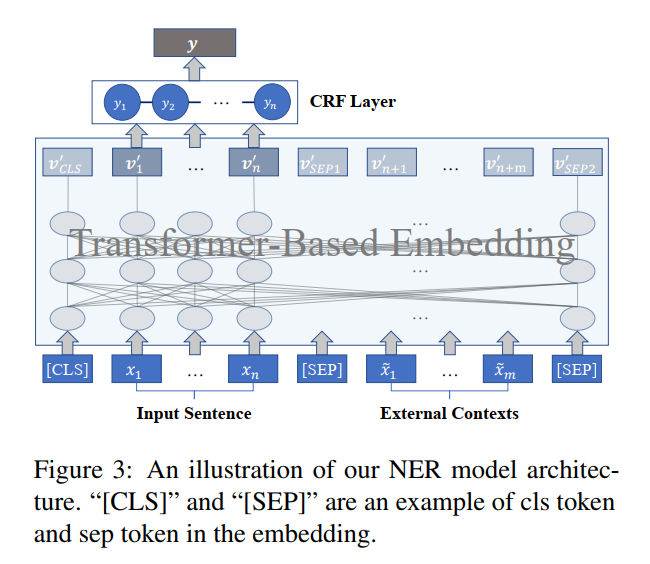 y
y₁ y₂ ... yₙ
CRF Layer
v′CLS v′₁ ... v′ₙ v′SEP1 v′ₙ₊₁ ... v′ₙ₊ₘ v′SEP2
...
Transformer-Based Embedding
...
...
[CLS] x₁ ... xₙ [SEP] x̃₁ ... x̃ₘ [SEP]
Input Sentence External Contexts
Figure 3: An illustration of our NER model architec-
ture. “[CLS]” and “[SEP]” are an example of cls token
and sep token in the embedding.